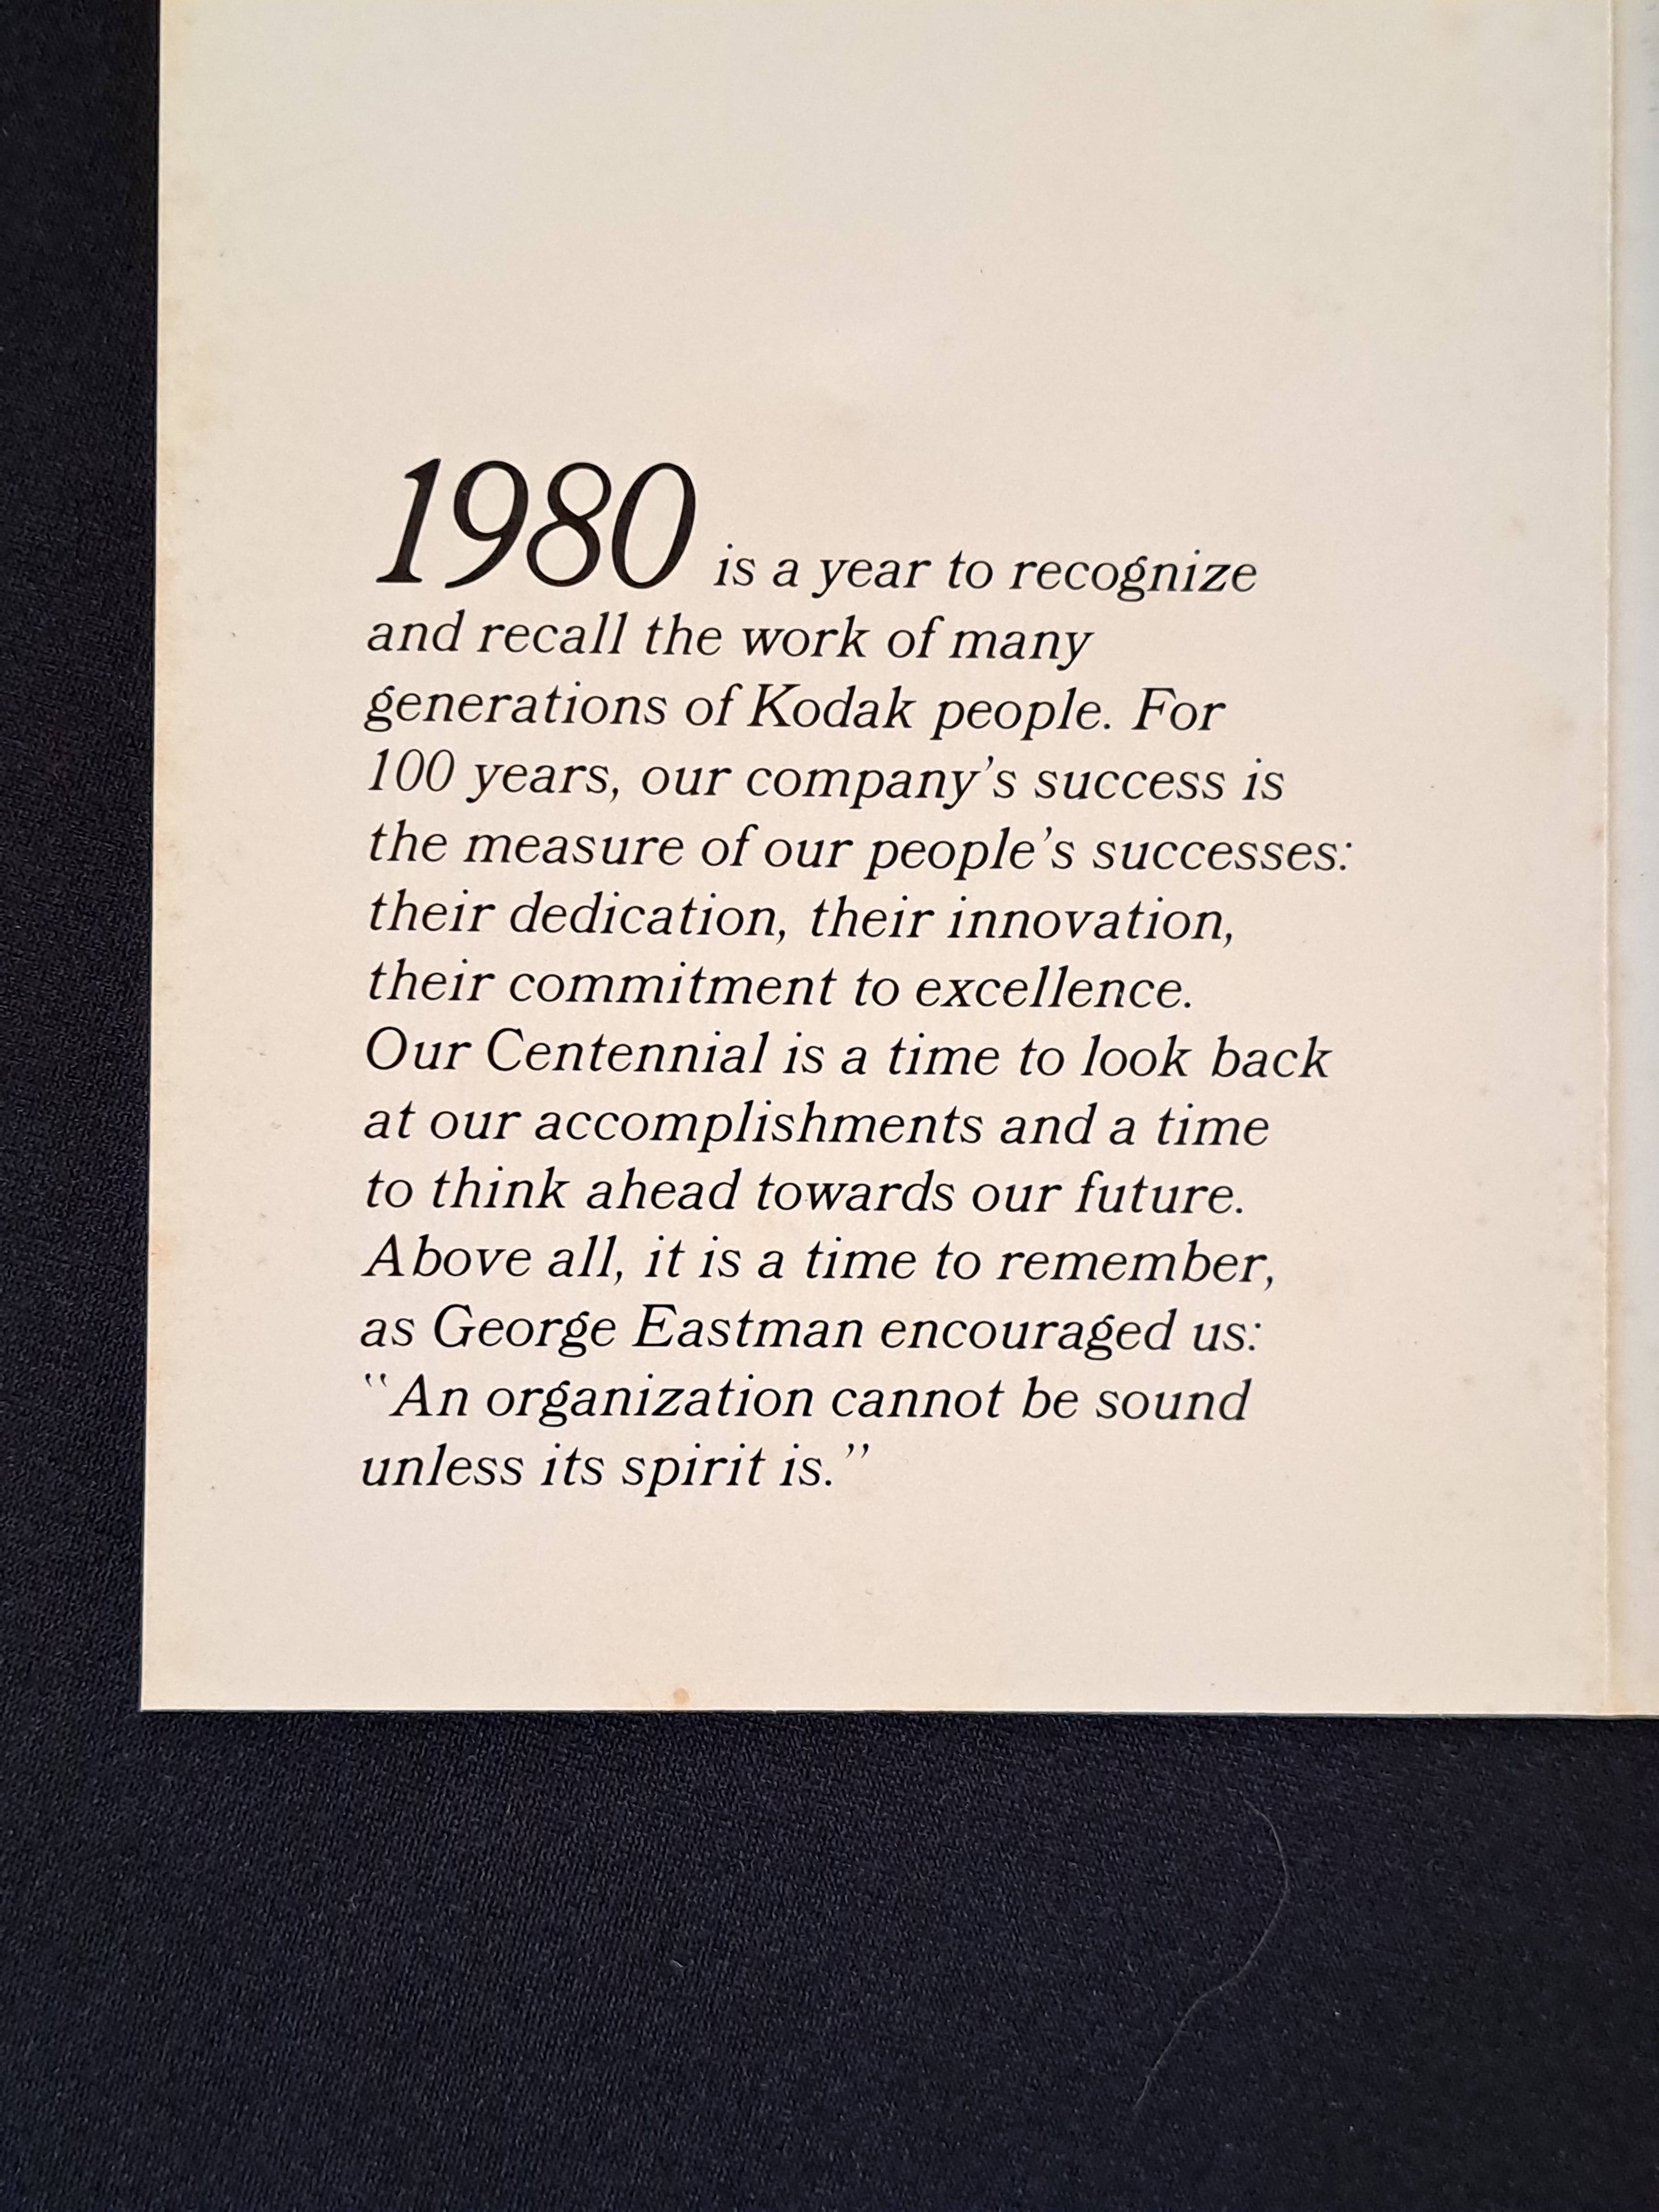 1980 is a year to recognize
and recall the work of many
generations of Kodak people. For
100 years, our company's success is
the measure of our people's successes:
their dedication, their innovation,
their commitment to excellence.
Our Centennial is a time to look back
at our accomplishments and a time
to think ahead towards our future.
Above all, it is a time to remember,
as George Eastman encouraged us:
"An organization cannot be sound
unless its spirit is."